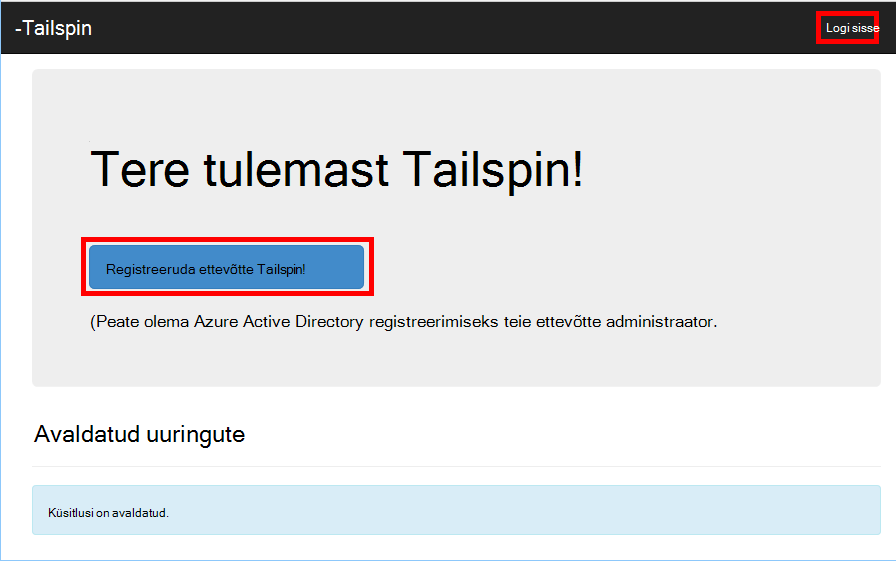 -Tailspin
Logi sisse
Tere tulemast Tailspin!
Registreeruda ettevõtte Tailspin!
(Peate olema Azure Active Directory registreerimiseks teie ettevõtte administraator.
Avaldatud uuringute
Küsitlusi on avaldatud.